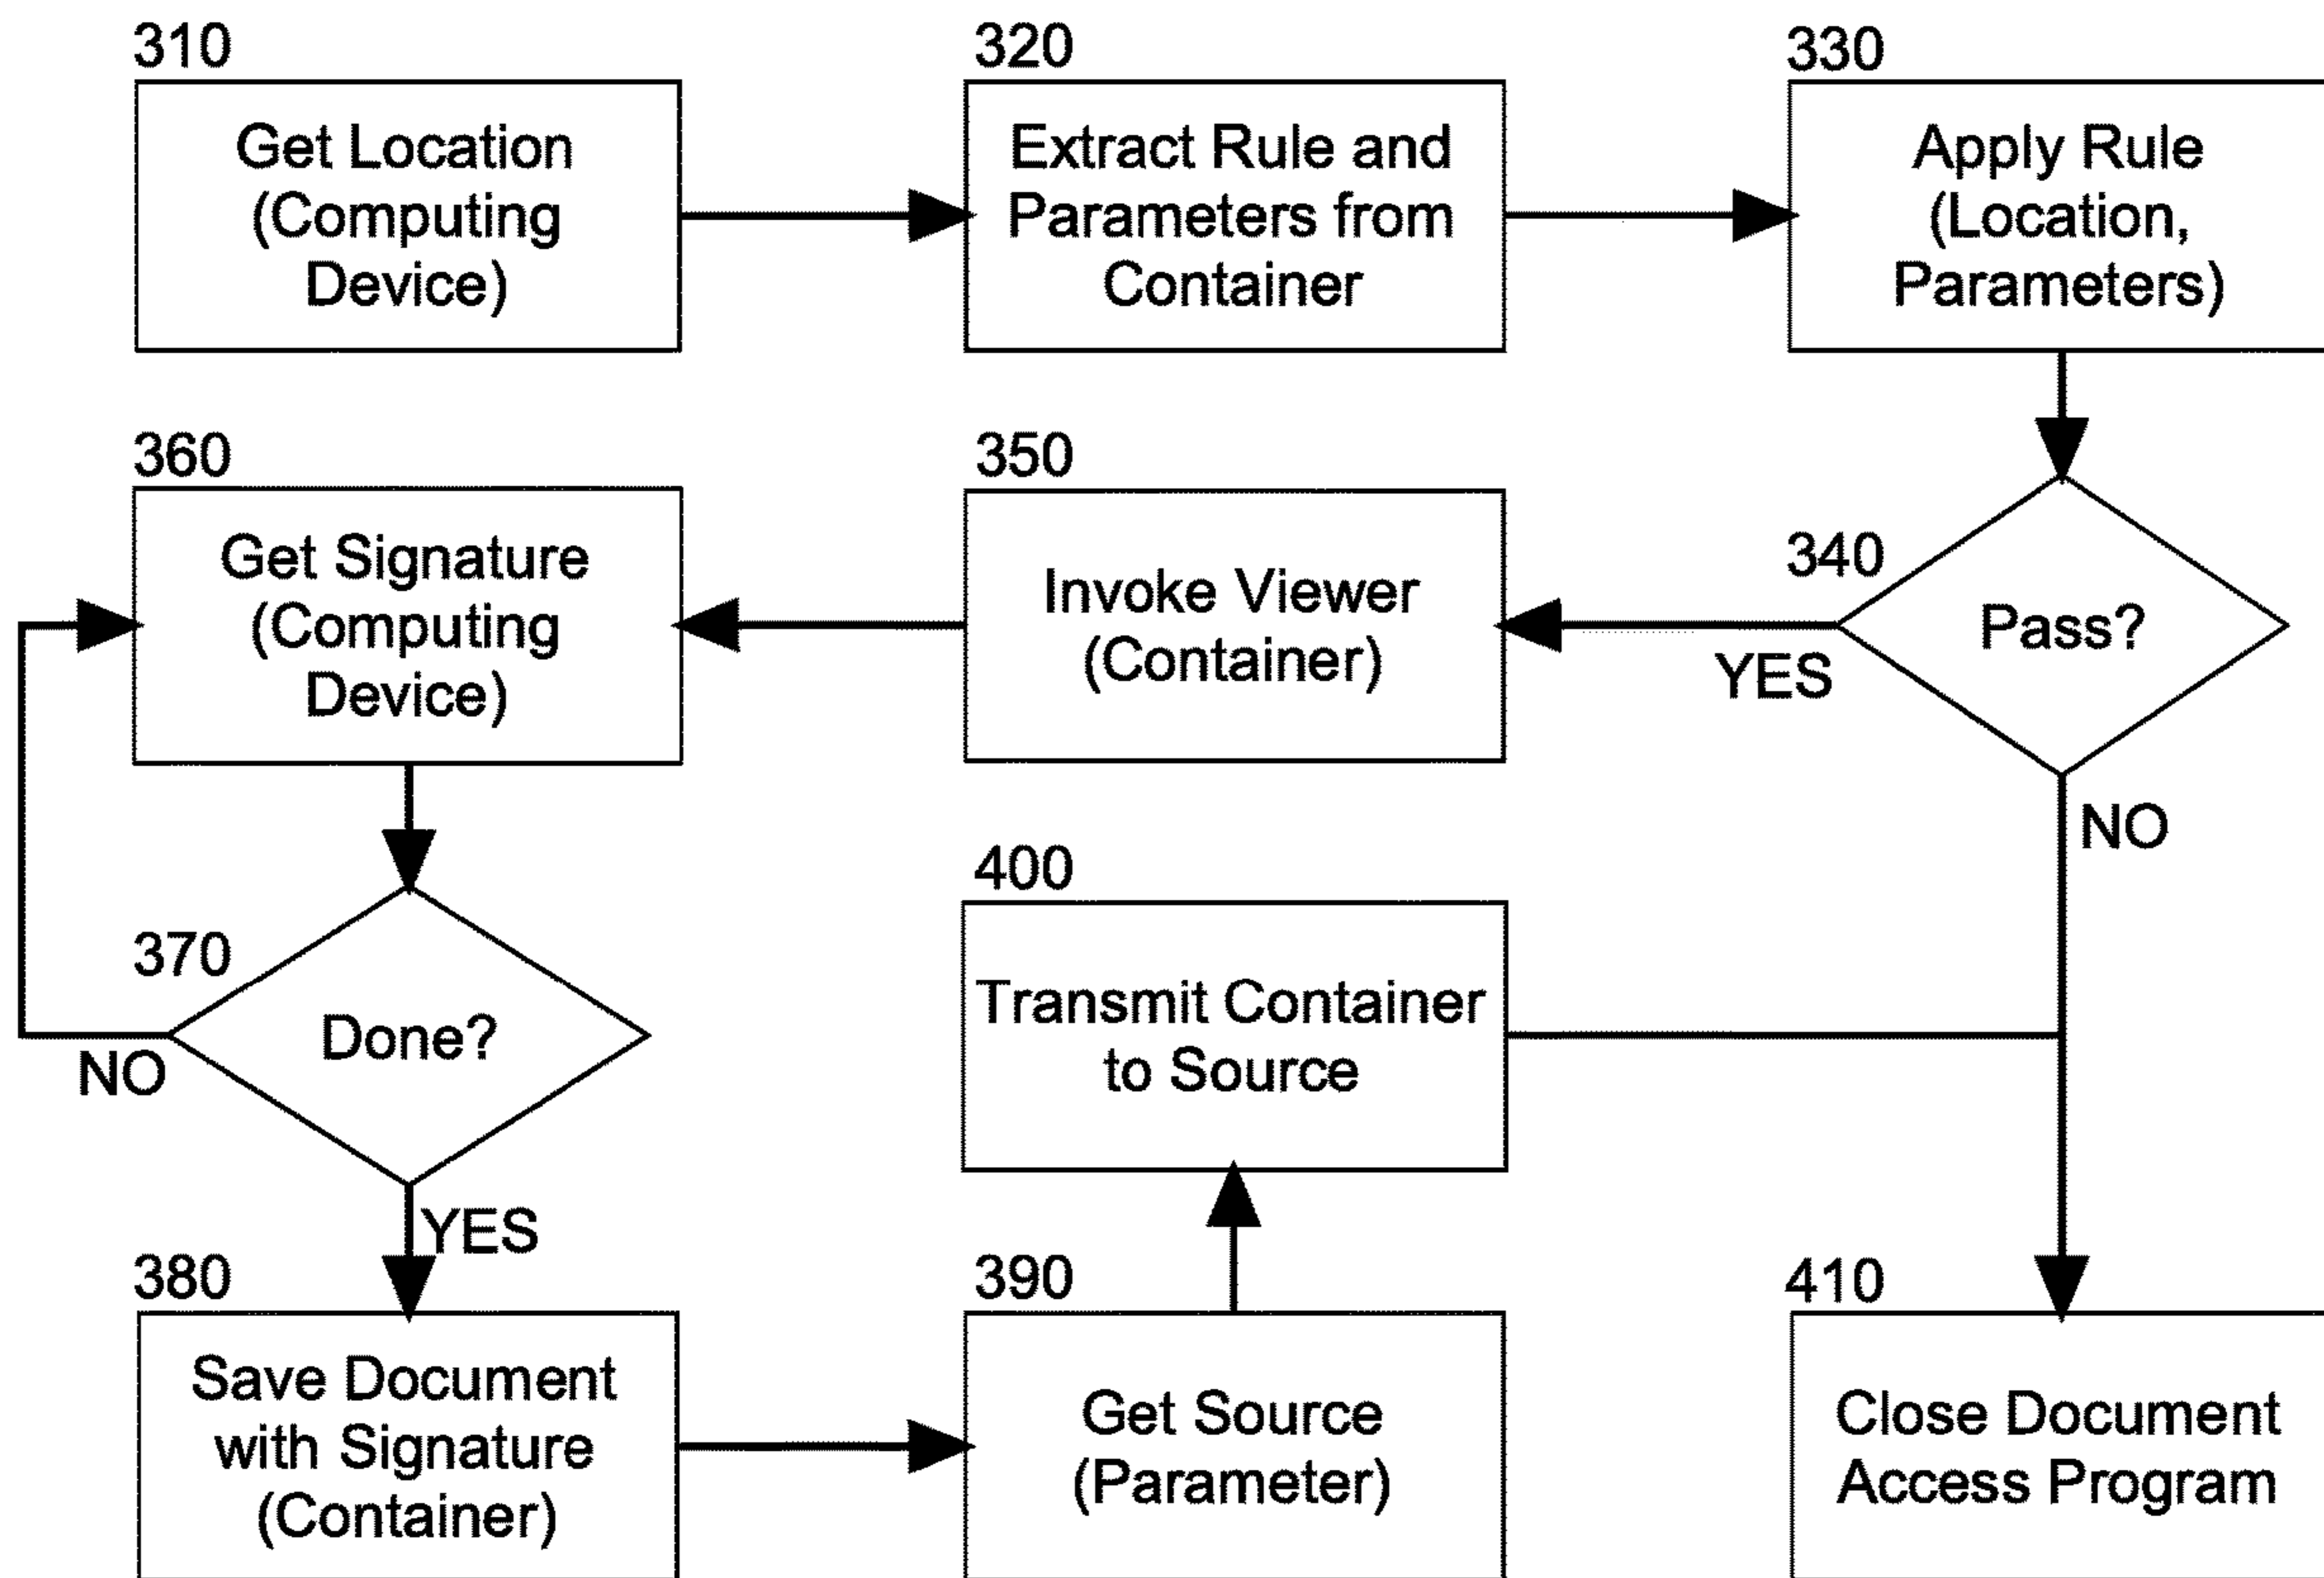 310
Get Location
(Computing
Device)
320
Extract Rule and
Parameters from
Container
330
Apply Rule
(Location,
Parameters)
340
Pass?
YES
NO
350
Invoke Viewer
(Container)
360
Get Signature
(Computing
Device)
370
Done?
NO
YES
380
Save Document
with Signature
(Container)
390
Get Source
(Parameter)
400
Transmit Container
to Source
410
Close Document
Access Program